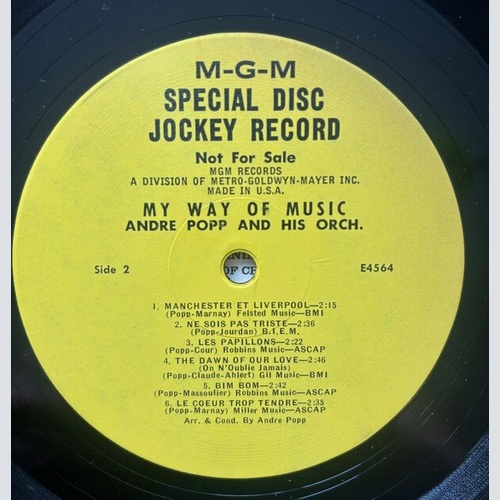 M-G-M
SPECIAL DISC
JOCKEY RECORD
Not For Sale
MGM RECORDS
A DIVISION OF METRO-GOLDWYN-MAYER INC.
MADE IN U.S.A.
MY WAY OF MUSIC
ANDRE POPP AND HIS ORCH.
Side 2
E4564
1. MANCHESTER ET LIVERPOOL—2:15
(Popp-Marnay) Felsted Music—BMI
2. NE SOIS PAS TRISTE—2:36
(Popp-Jourdan) B.I.E.M.
3. LES PAPILLONS—2:22
(Popp-Cour) Robbins Music—ASCAP
4. THE DAWN OF OUR LOVE—2:46
(On N'Oublie Jamais)
(Popp-Claude-Ahlert) Gil Music—BMI
5. BIM BOM—2:42
(Popp-Massoulier) Robbins Music—ASCAP
6. LE COEUR TROP TENDRE—2:35
(Popp-Marnay) Miller Music—ASCAP
Arr. & Cond. By Andre Popp